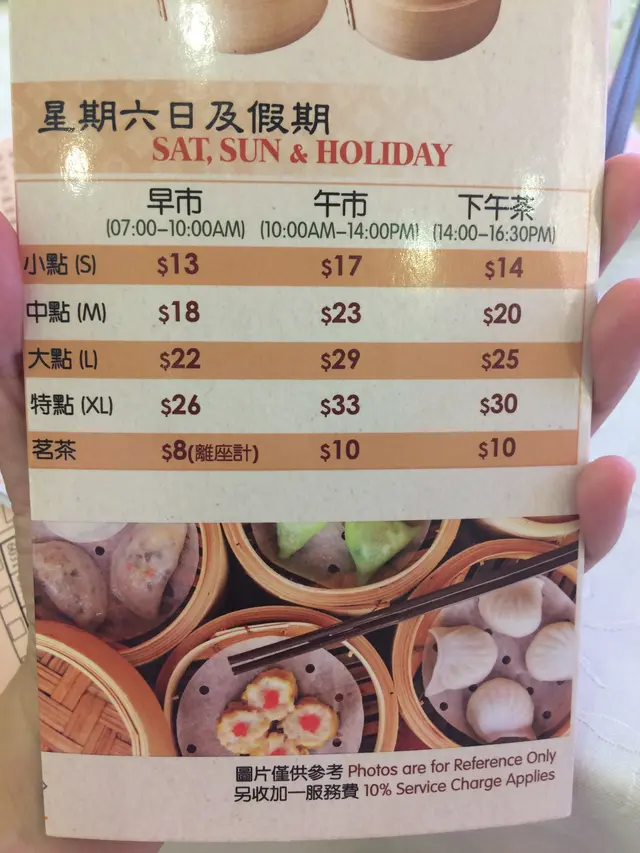 星期六日及假期
SAT, SUN & HOLIDAY
早市 午市 下午茶
(07:00-10:00AM) (10:00AM-14:00PM) (14:00-16:30PM)
小點 (S) $13 $17 $14
中點 (M) $18 $23 $20
大點 (L) $22 $29 $25
特點 (XL) $26 $33 $30
茗茶 $8(離座計) $10 $10
圖片僅供參考 Photos are for Reference Only
另收加一服務費 10% Service Charge Applies